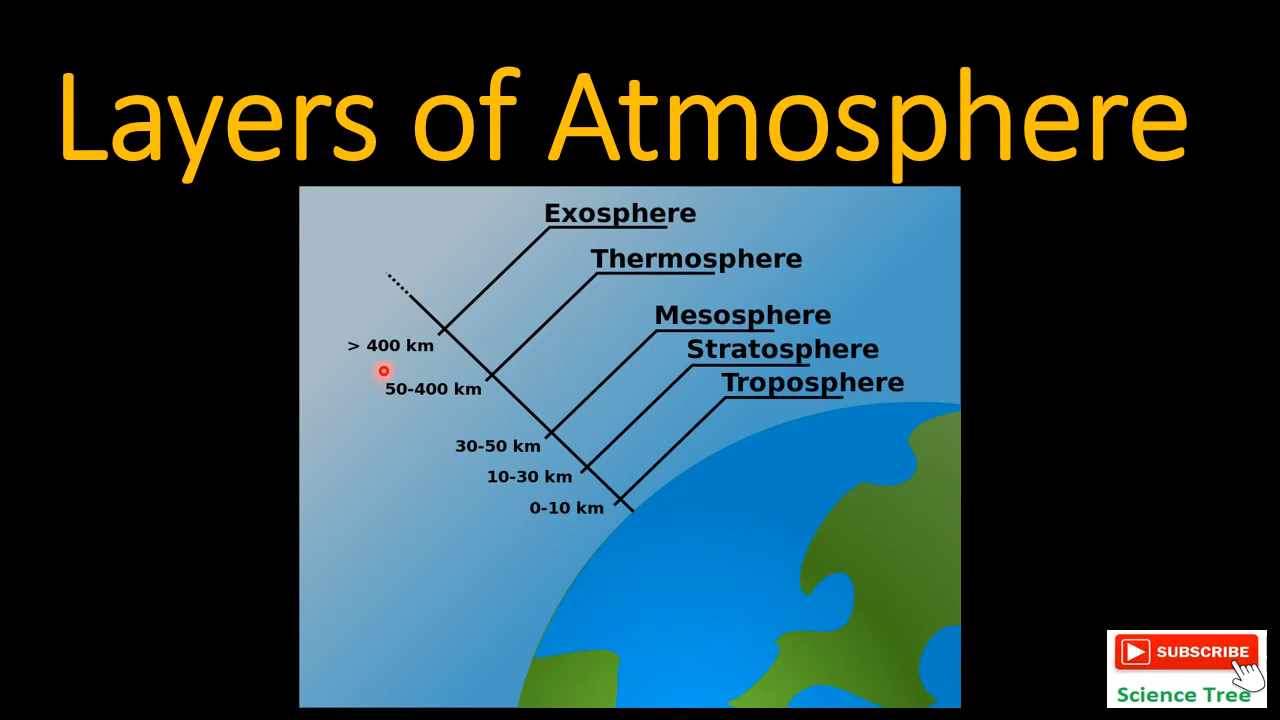 Layers of Atmosphere
Exosphere
Thermosphere
Mesosphere
Stratosphere
Troposphere
> 400 km
50-400 km
30-50 km
10-30 km
0-10 km
SUBSCRIBE
Science Tree